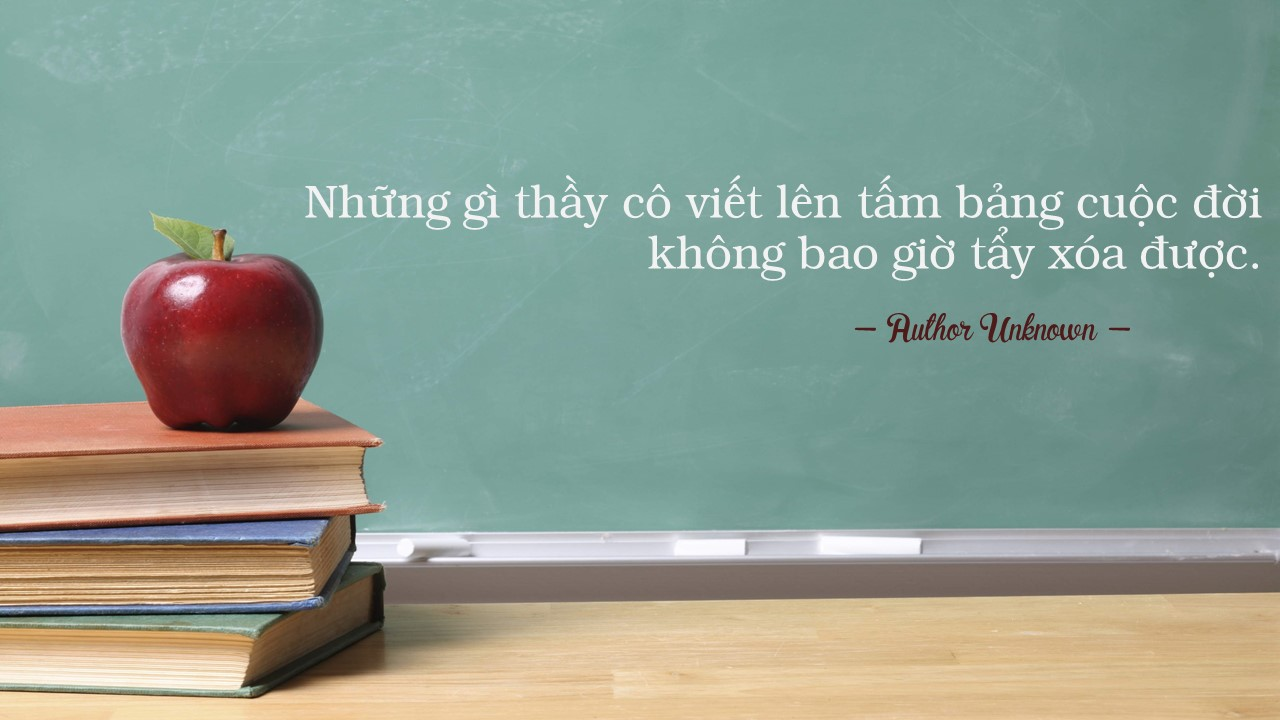 Những gì thầy cô viết lên tấm bảng cuộc đời
không bao giờ tẩy xóa được.
— Author Unknown —